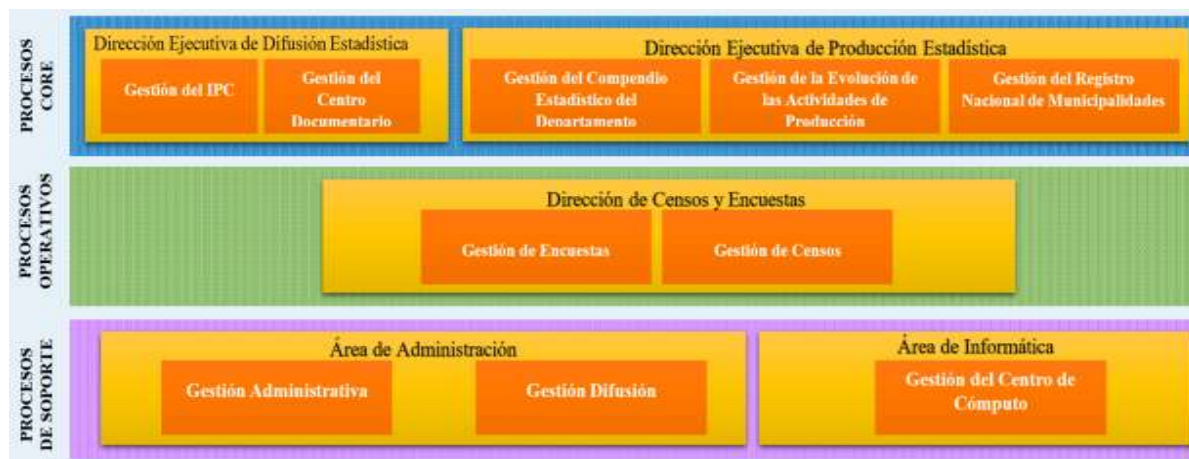 PROCESOS
CORE
Dirección Ejecutiva de Difusión Estadística
Gestión del IPC
Gestión del
Centro
Documentario
Dirección Ejecutiva de Producción Estadística
Gestión del Compendio
Estadístico del
Denartamento
Gestión de la Evolución de
las Actividades de
Producción
Gestión del Registro
Nacional de Municipalidades
PROCESOS
OPERATIVOS
Dirección de Censos y Encuestas
Gestión de Encuestas
Gestión de Censos
PROCESOS
DE SOPORTE
Área de Administración
Gestión Administrativa
Gestión Difusión
Área de Informática
Gestión del Centro de
Cómputo